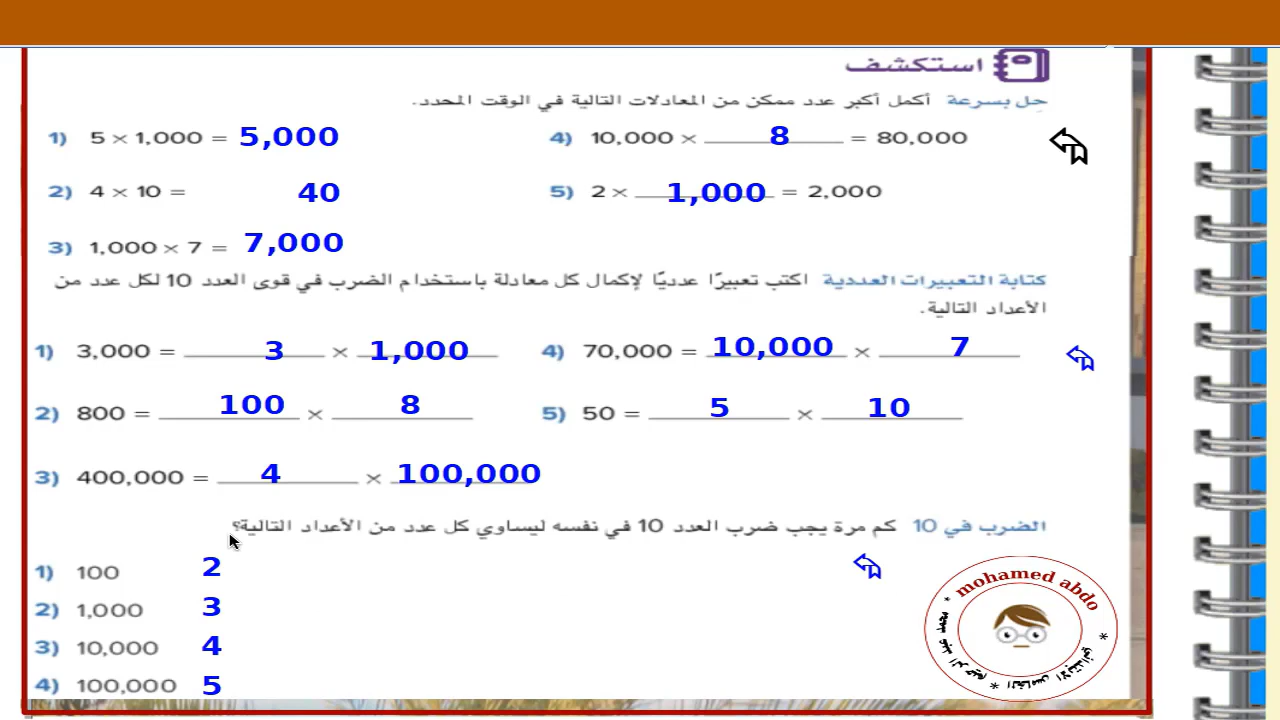 استكشف
حِل بسرعة أكمل أكبر عدد ممكن من المعادلات التالية في الوقت المحدد.
1) 5 × 1,000 = 5,000
4) 10,000 × 8 = 80,000
2) 4 × 10 = 40
5) 2 × 1,000 = 2,000
3) 1,000 × 7 = 7,000
كتابة التعبيرات العددية اكتب تعبيرًا عدديًا لإكمال كل معادلة باستخدام الضرب في قوى العدد 10 لكل عدد من
الأعداد التالية.
1) 3,000 = 3 × 1,000
4) 70,000 = 10,000 × 7
2) 800 = 100 × 8
5) 50 = 5 × 10
3) 400,000 = 4 × 100,000
الضرب في 10 كم مرة يجب ضرب العدد 10 في نفسه ليساوي كل عدد من الأعداد التالية؟
1) 100 2
2) 1,000 3
3) 10,000 4
4) 100,000 5
mohamed abdo